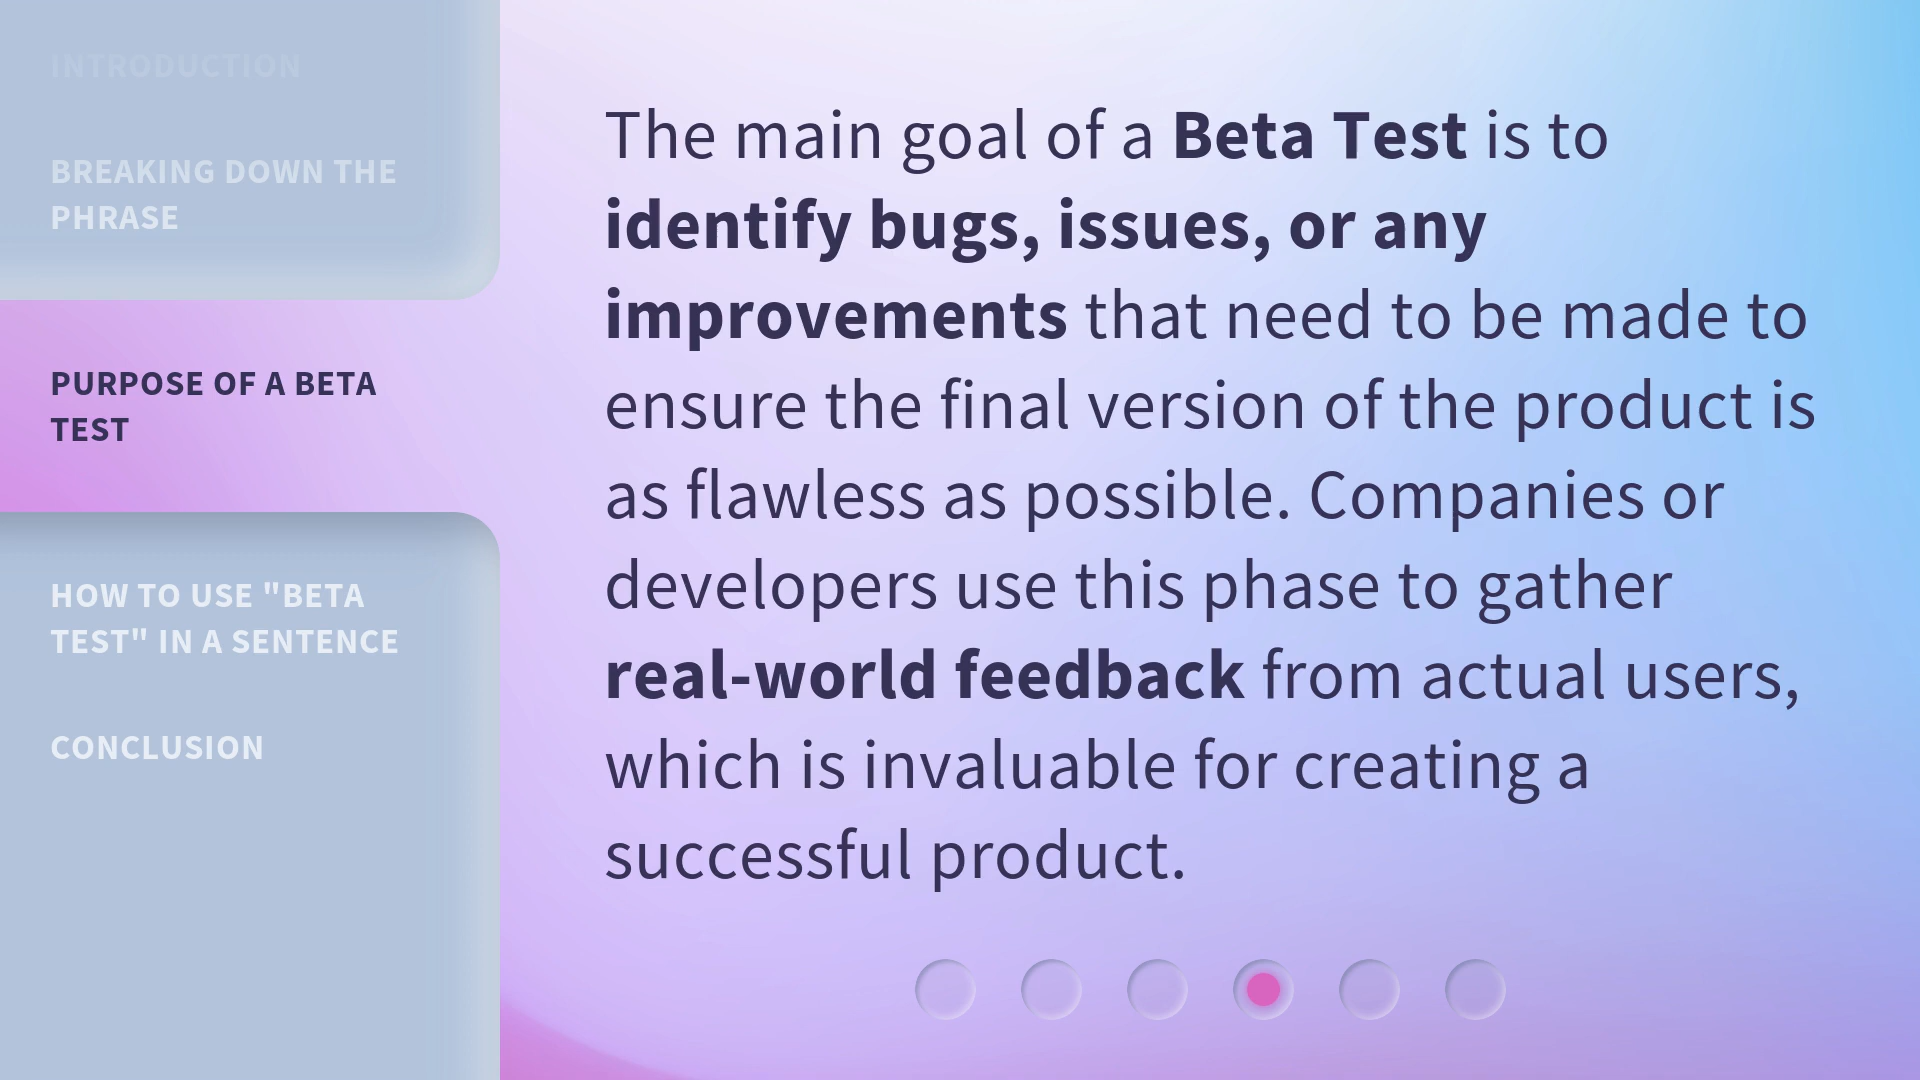 INTRODUCTION
BREAKING DOWN THE
PHRASE
PURPOSE OF A BETA
TEST
HOW TO USE "BETA
TEST" IN A SENTENCE
CONCLUSION
The main goal of a Beta Test is to
identify bugs, issues, or any
improvements that need to be made to
ensure the final version of the product is
as flawless as possible. Companies or
developers use this phase to gather
real-world feedback from actual users,
which is invaluable for creating a
successful product.